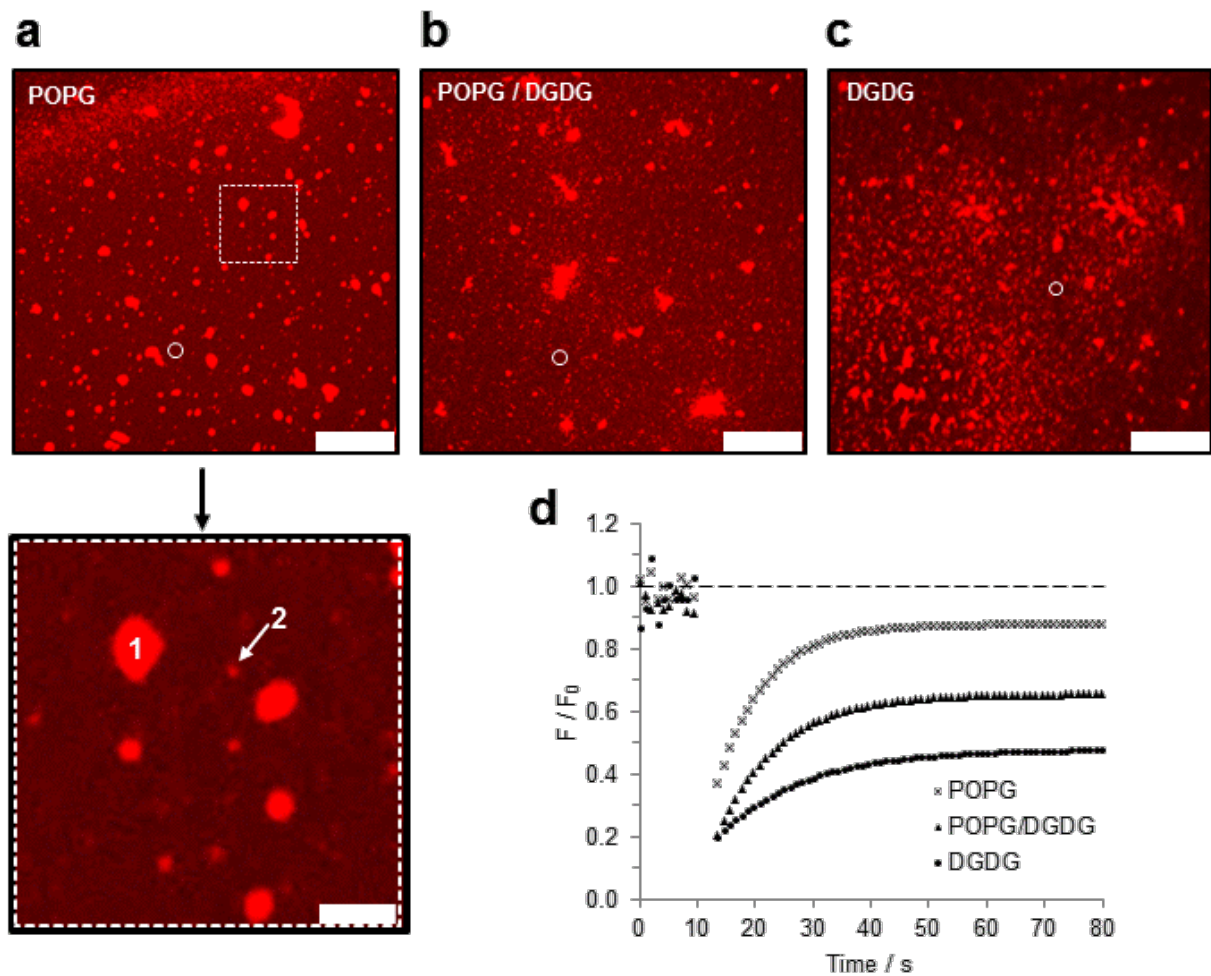 a
b
c
POPG
POPG / DGDG
DGDG
1
2
d
1.2
1.0
0.8
0.6
0.4
0.2
0.0
F / F₀
POPG
POPG/DGDG
DGDG
0 10 20 30 40 50 60 70 80
Time / s